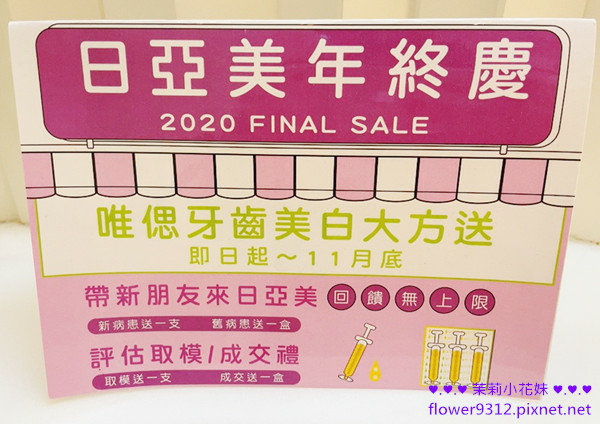 日亞美年終慶
2020 FINAL SALE
唯偲牙齒美白大方送
即日起～11月底
帶新朋友來日亞美 回饋無上限
新病患送一支 舊病患送一盒
評估取模/成交禮
取模送一支 成交送一盒
♥.♥.♥ 茉莉小花妹 ♥.♥.♥
flower9312.pixnet.net